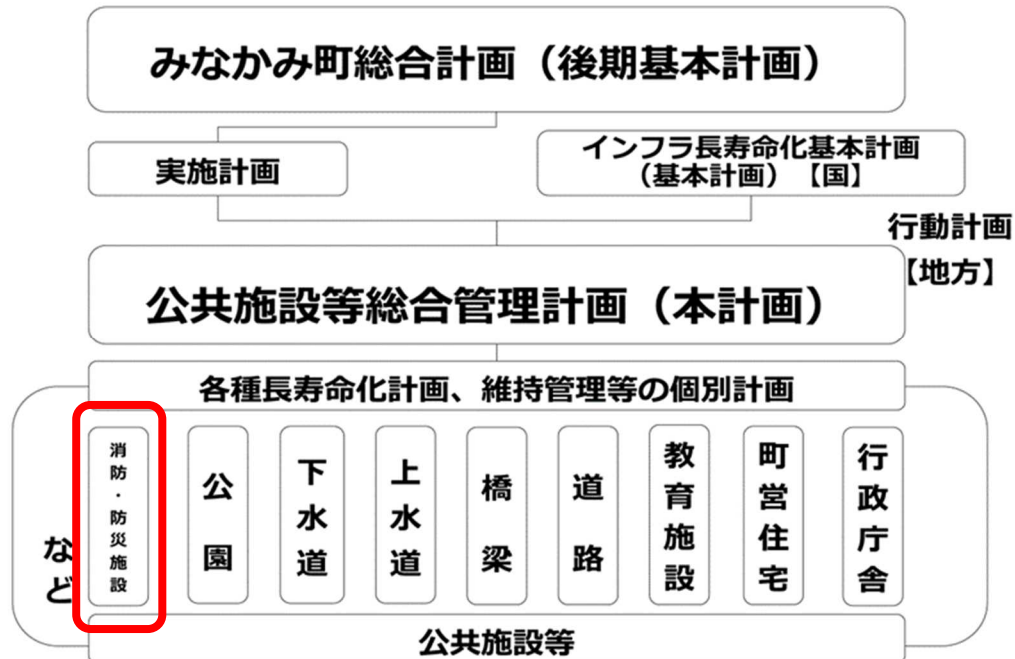 みなかみ町総合計画（後期基本計画）
実施計画
インフラ長寿命化基本計画
（基本計画）【国】
行動計画
【地方】
公共施設等総合管理計画（本計画）
各種長寿命化計画、維持管理等の個別計画
消防・防災施設
公園
下水道
上水道
橋梁
道路
教育施設
町営住宅
行政庁舎
など
公共施設等